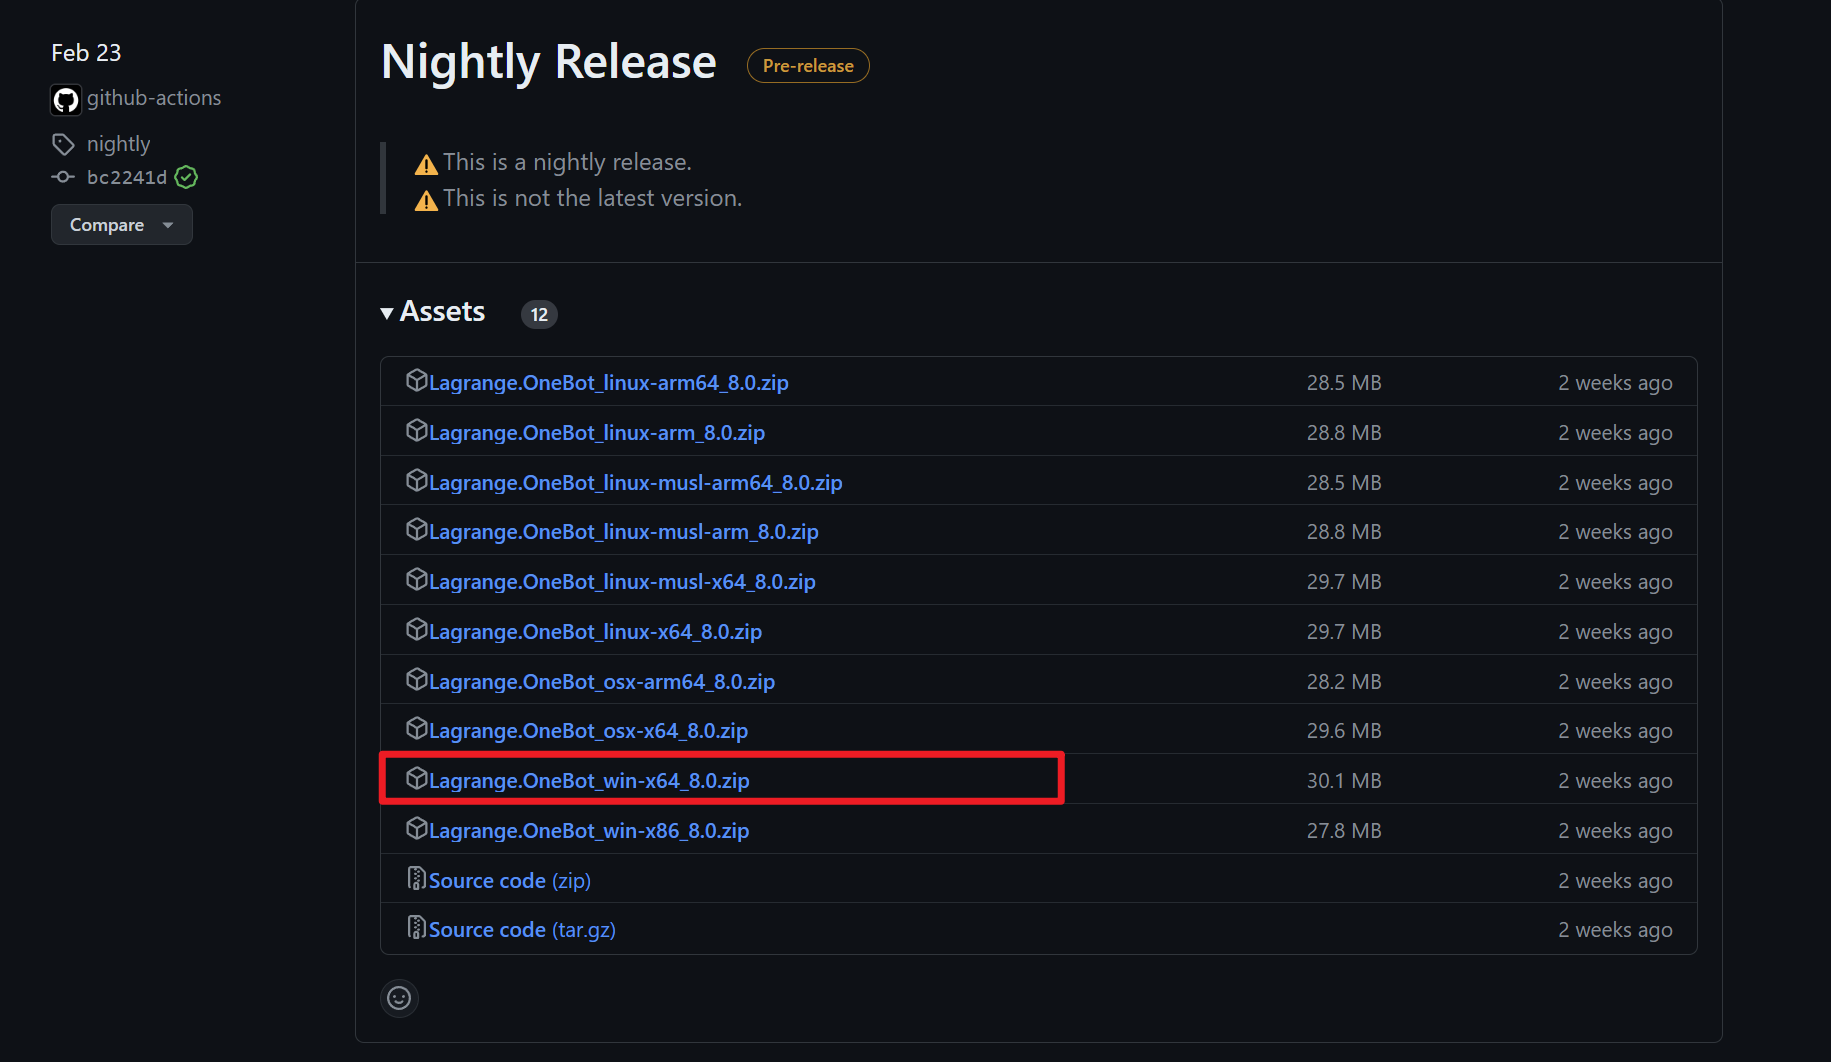 Feb 23
github-actions
nightly
bc2241d
Compare
Nightly Release Pre-release
This is a nightly release.
This is not the latest version.
Assets 12
Lagrange.OneBot_linux-arm64_8.0.zip 28.5 MB 2 weeks ago
Lagrange.OneBot_linux-arm_8.0.zip 28.8 MB 2 weeks ago
Lagrange.OneBot_linux-musl-arm64_8.0.zip 28.5 MB 2 weeks ago
Lagrange.OneBot_linux-musl-arm_8.0.zip 28.8 MB 2 weeks ago
Lagrange.OneBot_linux-musl-x64_8.0.zip 29.7 MB 2 weeks ago
Lagrange.OneBot_linux-x64_8.0.zip 29.7 MB 2 weeks ago
Lagrange.OneBot_osx-arm64_8.0.zip 28.2 MB 2 weeks ago
Lagrange.OneBot_osx-x64_8.0.zip 29.6 MB 2 weeks ago
Lagrange.OneBot_win-x64_8.0.zip 30.1 MB 2 weeks ago
Lagrange.OneBot_win-x86_8.0.zip 27.8 MB 2 weeks ago
Source code (zip) 2 weeks ago
Source code (tar.gz) 2 weeks ago